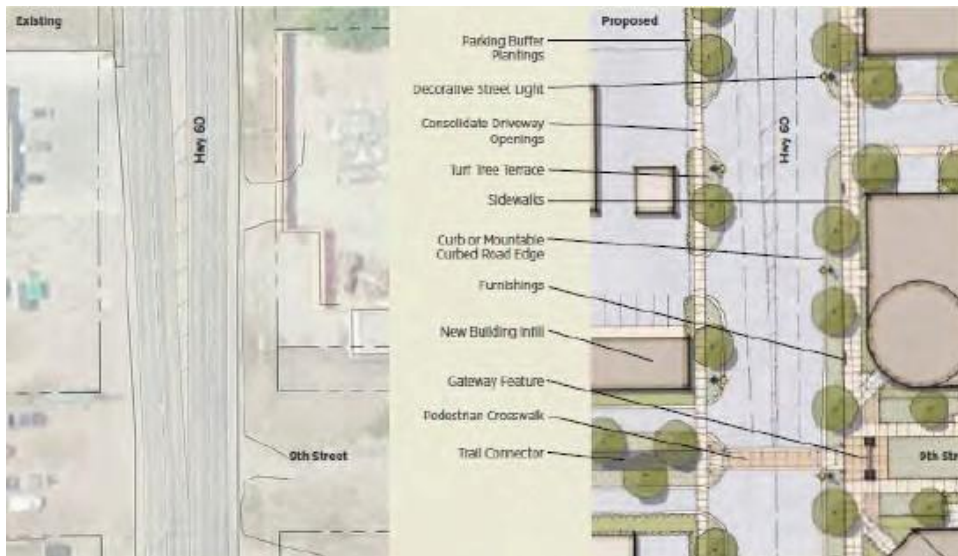 Existing
Hwy 60
9th Street
Parking Buffer
Plantings
Decorative Street Light
Consolidate Driveway
Openings
Turf Tree Terrace
Sidewalks
Curb or Mountable
Curbed Road Edge
Furnishings
New Building Infill
Gateway Feature
Pedestrian Crosswalk
Trail Connector
Proposed
Hwy 60
9th Str